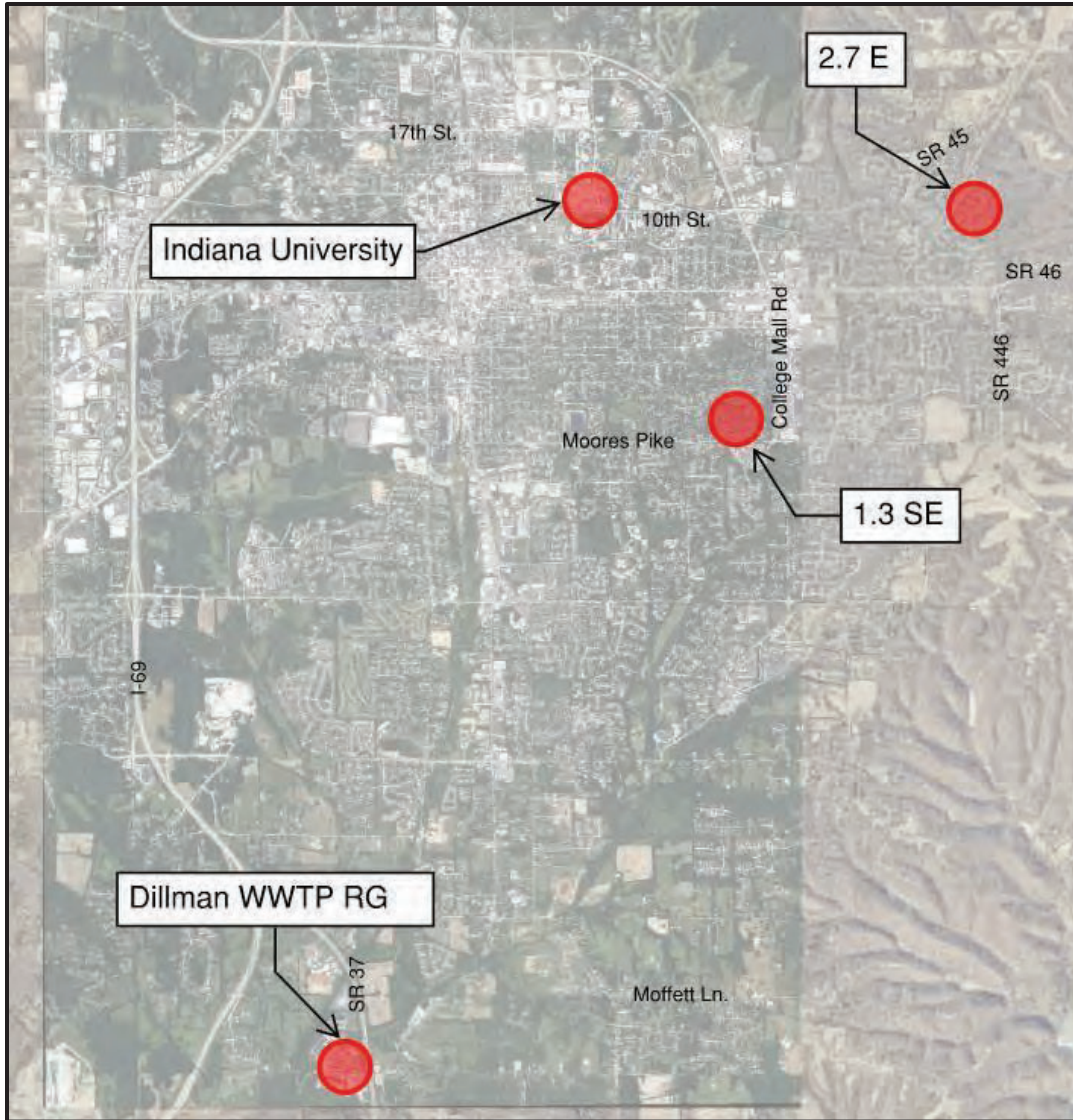 2.7 E
17th St.
SR 45
Indiana University
10th St.
SR 46
College Mall Rd
SR 446
Moores Pike
1.3 SE
I-69
Dillman WWTP RG
SR 37
Moffett Ln.